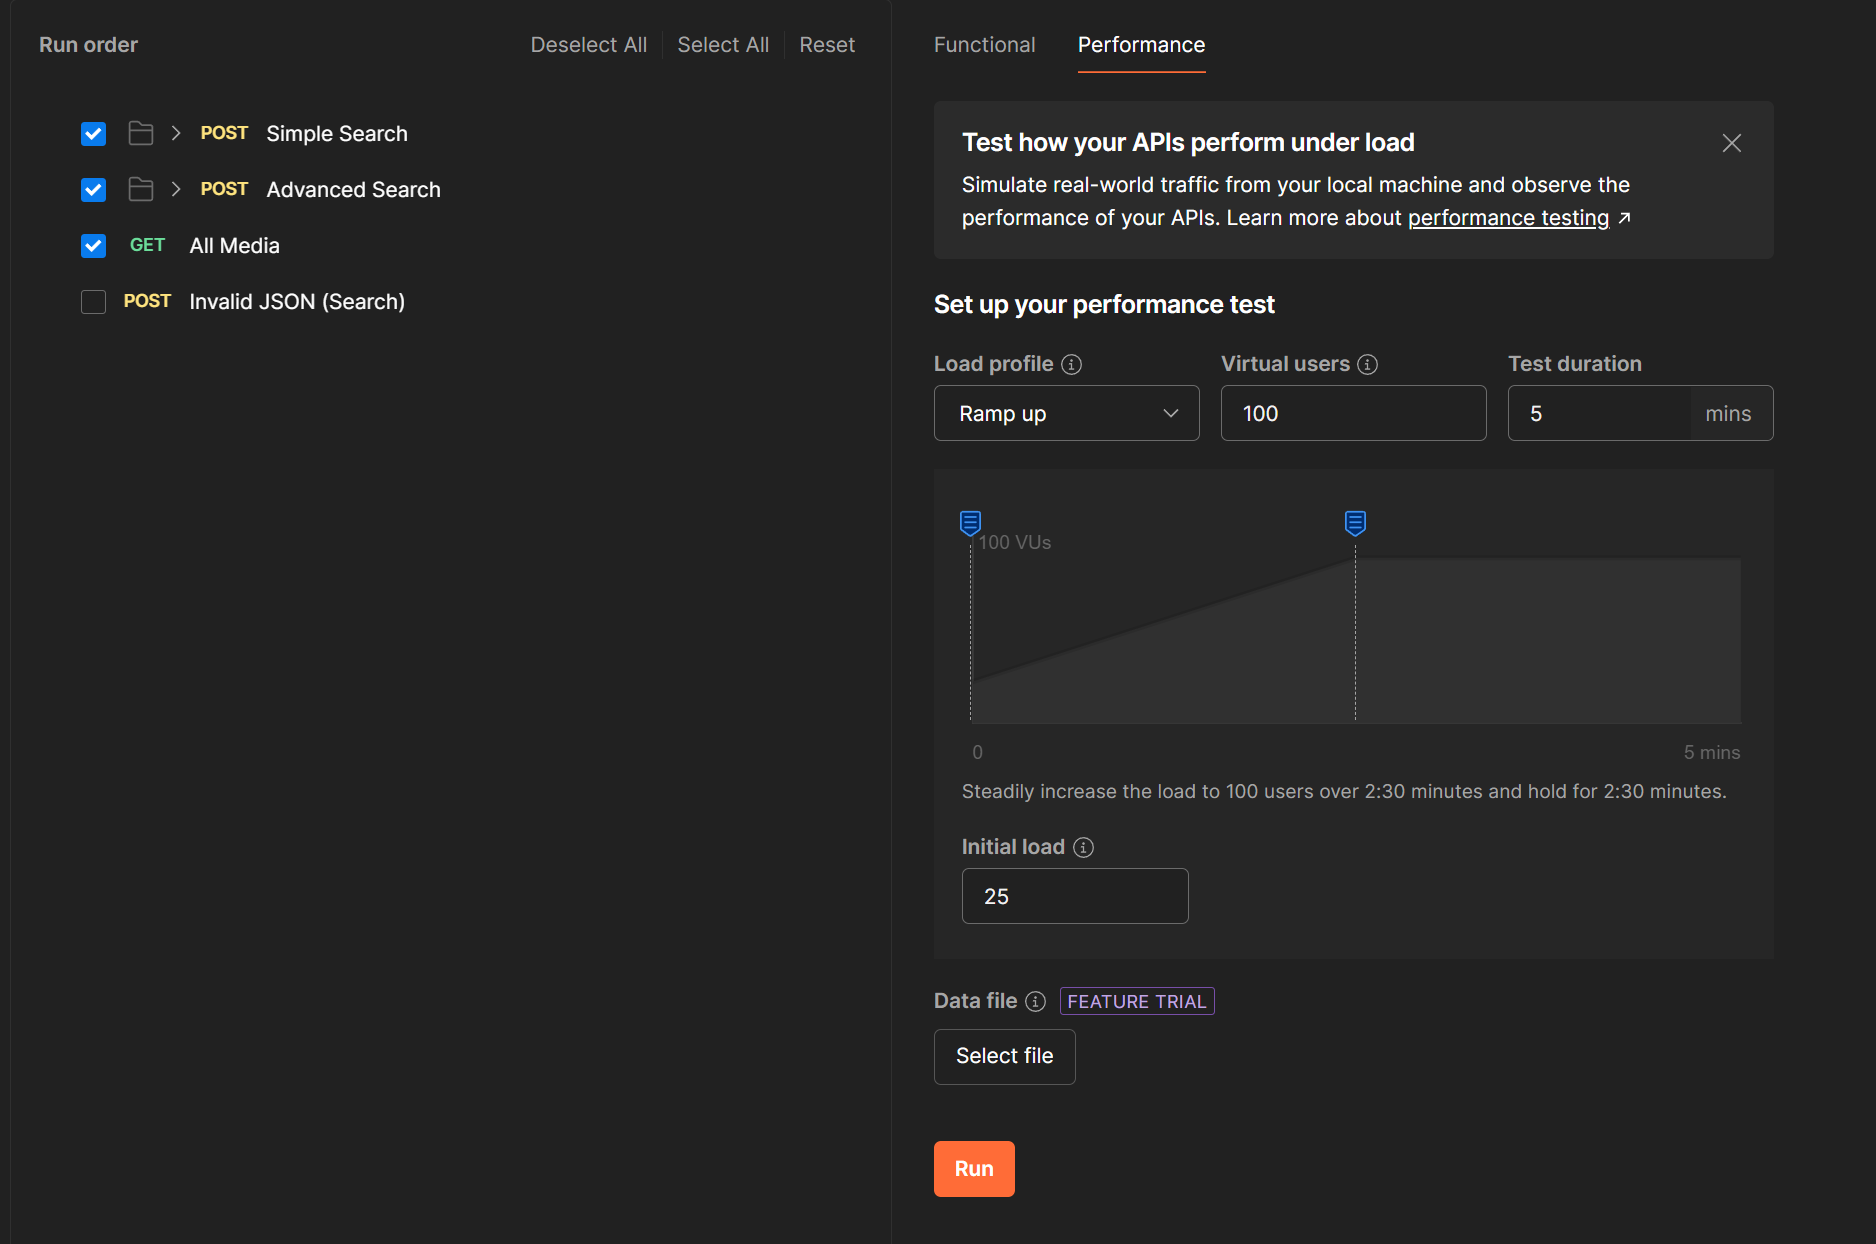 Run order
Deselect All
Select All
Reset
POST Simple Search
POST Advanced Search
GET All Media
POST Invalid JSON (Search)
Functional
Performance
Test how your APIs perform under load
Simulate real-world traffic from your local machine and observe the
performance of your APIs. Learn more about performance testing ↗
Set up your performance test
Load profile
Virtual users
Test duration
Ramp up
100
5 mins
100 VUs
0
5 mins
Steadily increase the load to 100 users over 2:30 minutes and hold for 2:30 minutes.
Initial load
25
Data file
FEATURE TRIAL
Select file
Run